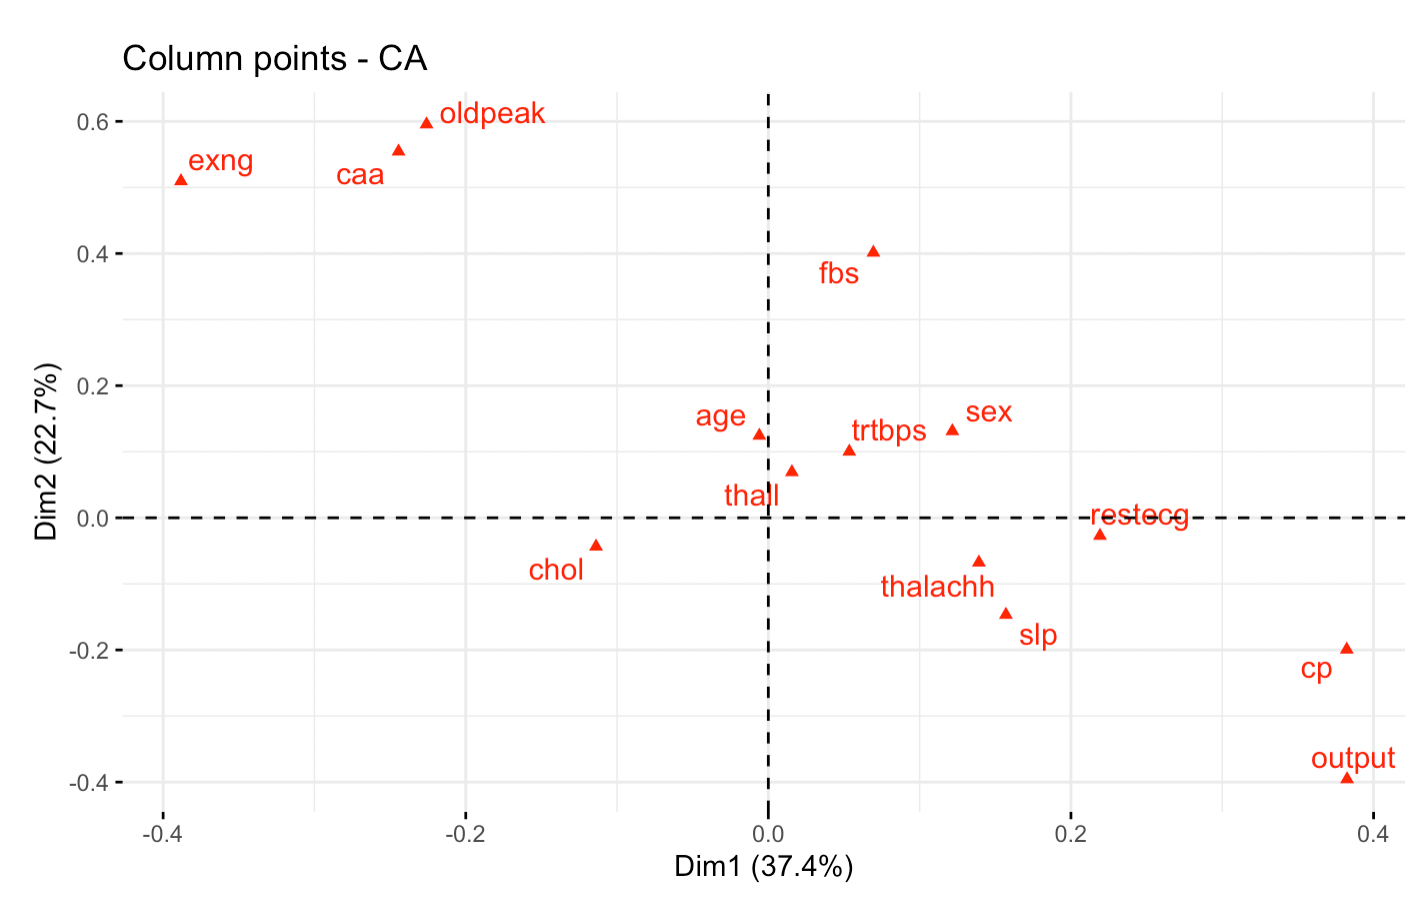 Column points - CA
oldpeak
exng
caa
fbs
age
sex
trtbps
thall
restecg
chol
thalachh
slp
cp
output
0.6
0.4
0.2
0.0
-0.2
-0.4
Dim2 (22.7%)
-0.4 -0.2 0.0 0.2 0.4
Dim1 (37.4%)